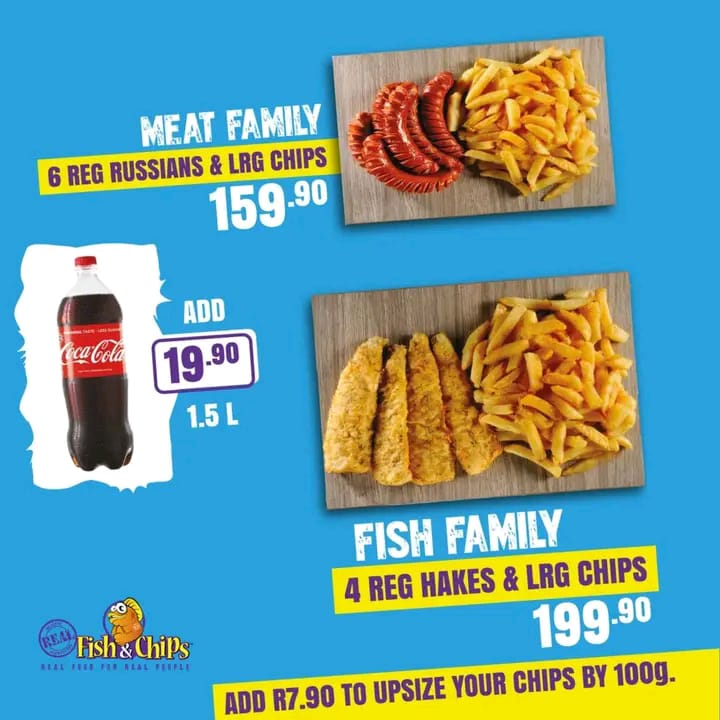 MEAT FAMILY
6 REG RUSSIANS & LRG CHIPS
159.90
ADD
19.90
1.5 L
Coca-Cola
FISH FAMILY
4 REG HAKES & LRG CHIPS
199.90
REAL
Fish & Chips
REAL FOOD FOR REAL PEOPLE
ADD R7.90 TO UPSIZE YOUR CHIPS BY 100g.